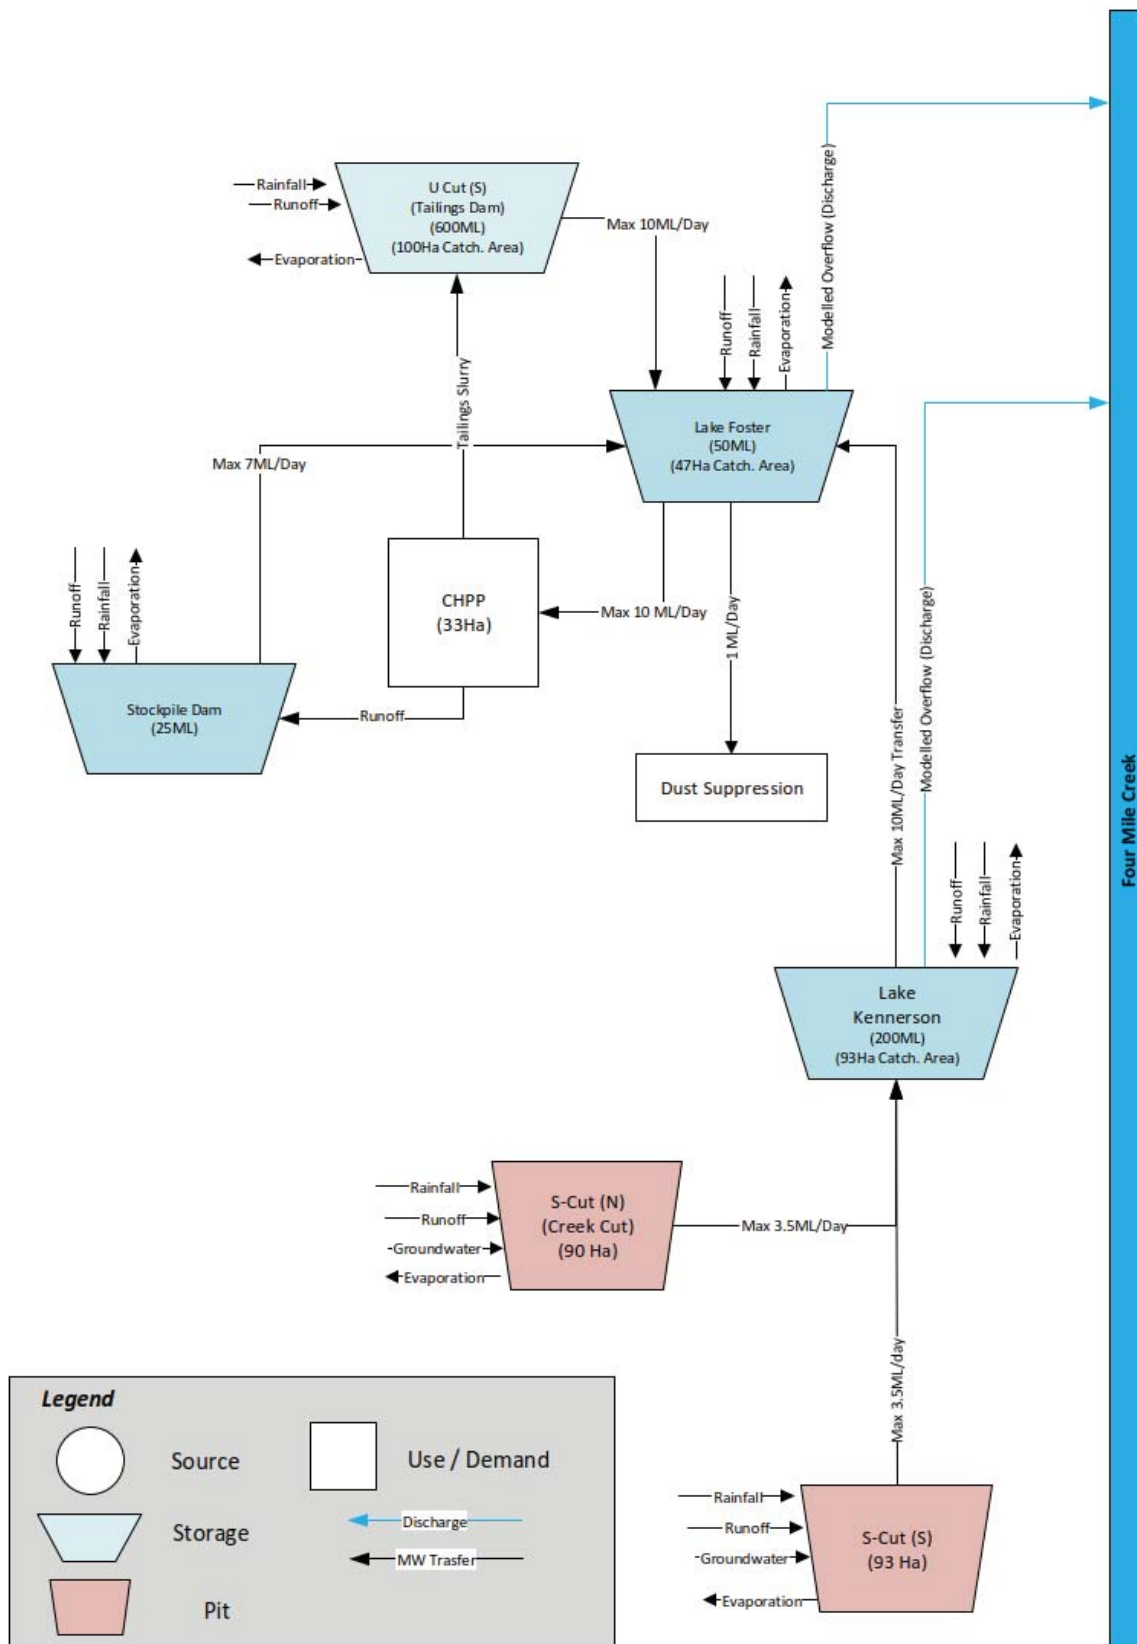 Rainfall
Runoff
Evaporation
U Cut (S)
(Tailings Dam)
(600ML)
(100Ha Catch. Area)
Max 10ML/Day
Modelled Overflow (Discharge)
Runoff
Rainfall
Evaporation
Tailings Slurry
Lake Foster
(50ML)
(47Ha Catch. Area)
Max 7ML/Day
Runoff
Rainfall
Evaporation
CHPP
(33Ha)
Max 10 ML/Day
1 ML/Day
Stockpile Dam
(25ML)
Runoff
Dust Suppression
Max 10ML/Day Transfer
Modelled Overflow (Discharge)
Four Mile Creek
Runoff
Rainfall
Evaporation
Lake
Kennerson
(200ML)
(93Ha Catch. Area)
Rainfall
Runoff
Groundwater
Evaporation
S-Cut (N)
(Creek Cut)
(90 Ha)
Max 3.5ML/Day
Max 3.5ML/day
Rainfall
Runoff
Groundwater
Evaporation
S-Cut (S)
(93 Ha)
Legend
Source
Use / Demand
Storage
Discharge
MW Trasfer
Pit